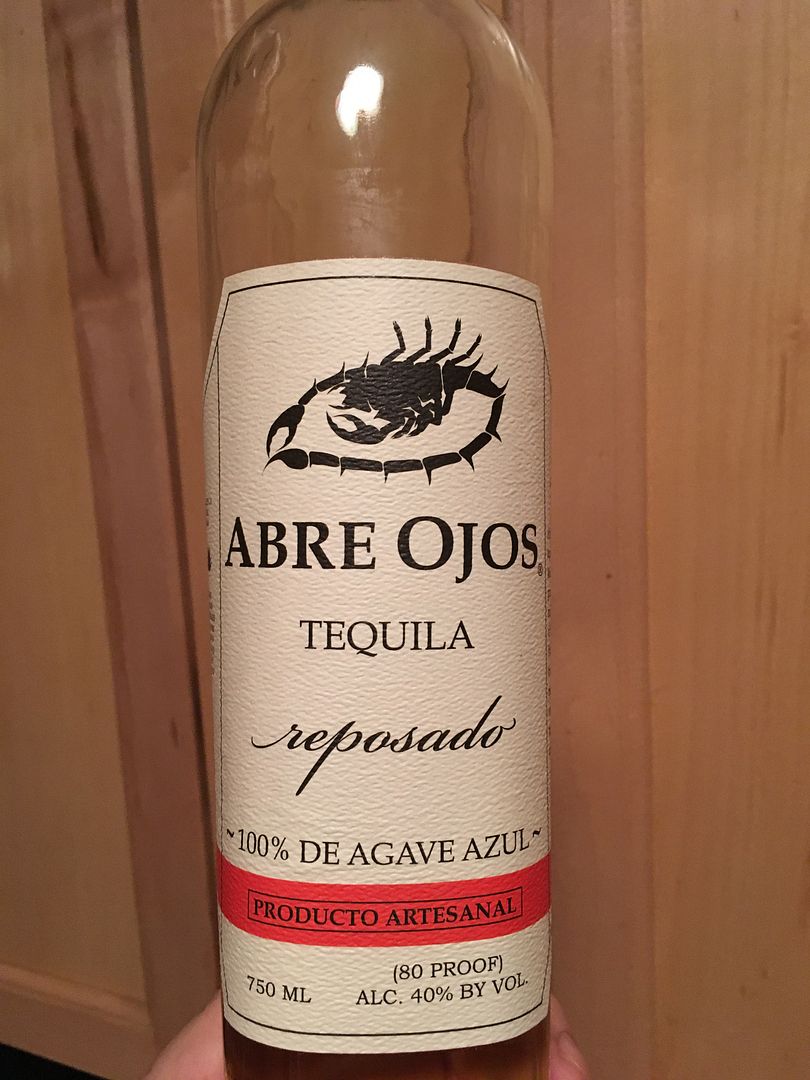 ABRE OJOS®
TEQUILA
reposado
~100% DE AGAVE AZUL~
PRODUCTO ARTESANAL
750 ML
(80 PROOF)
ALC. 40% BY VOL.